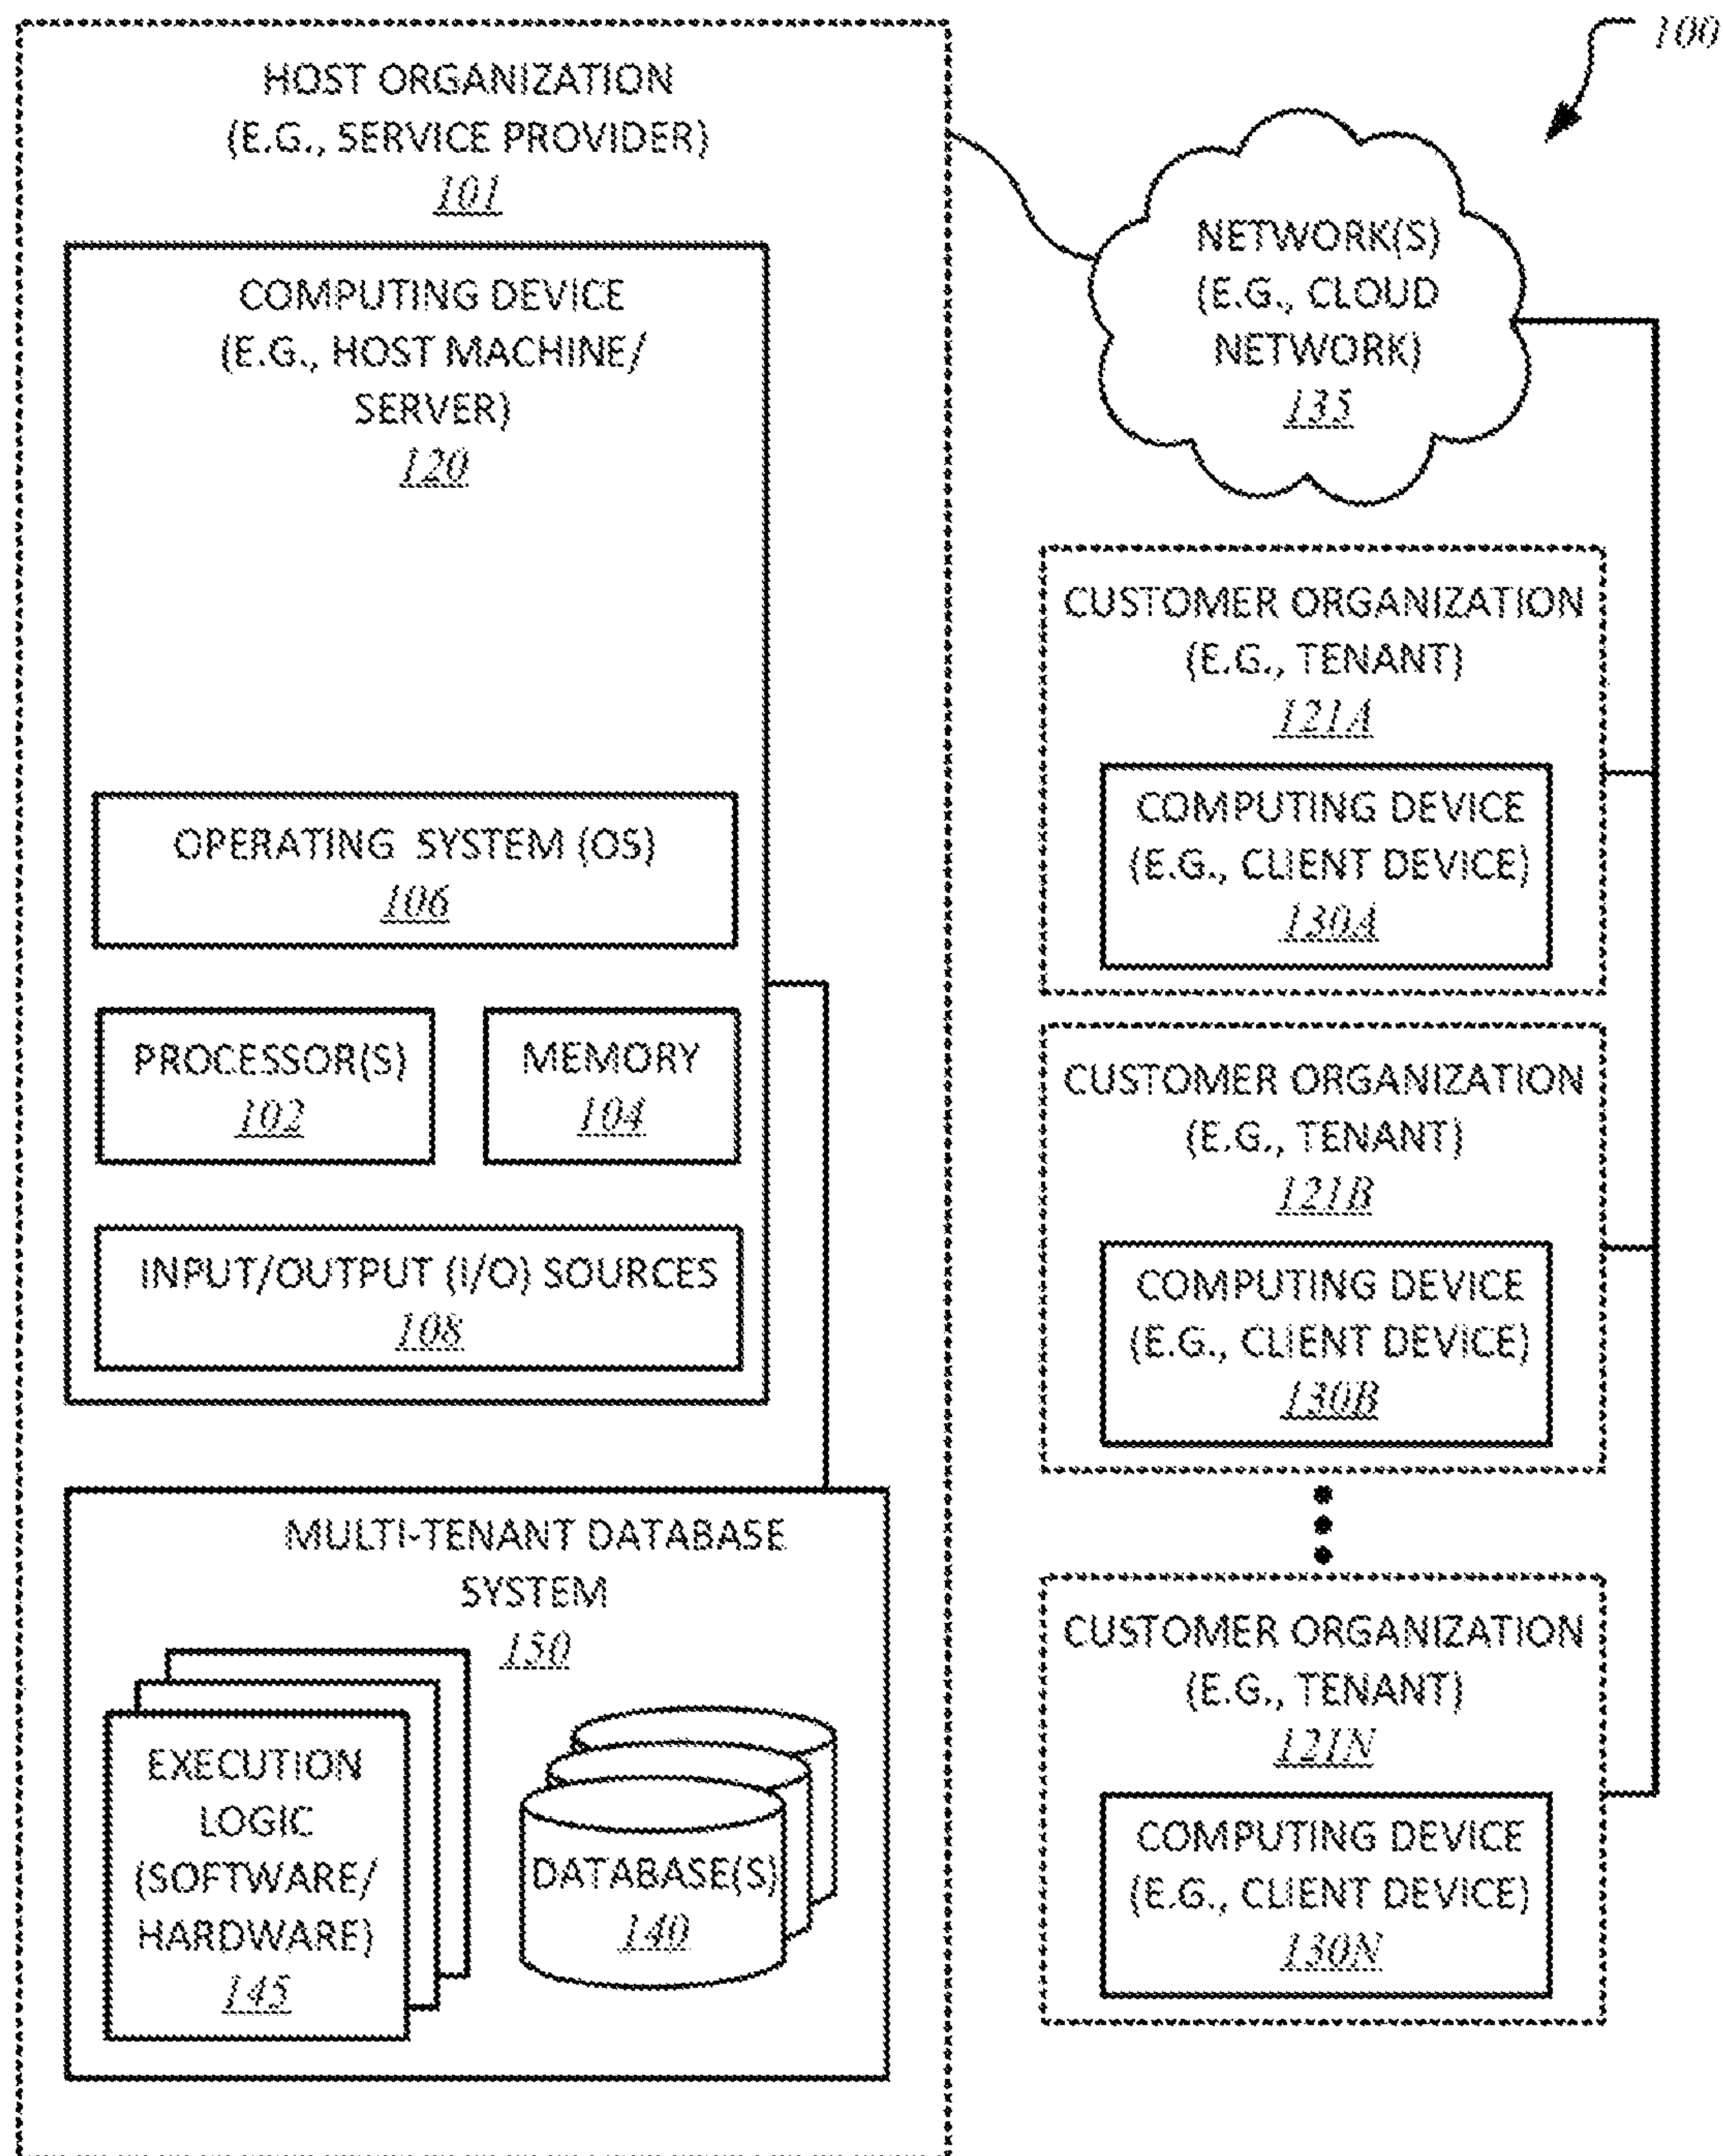 HOST ORGANIZATION
(E.G., SERVICE PROVIDER)
101
COMPUTING DEVICE
(E.G., HOST MACHINE/
SERVER)
120
OPERATING SYSTEM (OS)
106
PROCESSOR(S)
102
MEMORY
104
INPUT/OUTPUT (I/O) SOURCES
108
MULTI-TENANT DATABASE
SYSTEM
150
EXECUTION
LOGIC
(SOFTWARE/
HARDWARE)
145
DATABASE(S)
140
100
NETWORK(S)
(E.G., CLOUD
NETWORK)
135
CUSTOMER ORGANIZATION
(E.G., TENANT)
121A
COMPUTING DEVICE
(E.G., CLIENT DEVICE)
130A
CUSTOMER ORGANIZATION
(E.G., TENANT)
121B
COMPUTING DEVICE
(E.G., CLIENT DEVICE)
130B
CUSTOMER ORGANIZATION
(E.G., TENANT)
121N
COMPUTING DEVICE
(E.G., CLIENT DEVICE)
130N